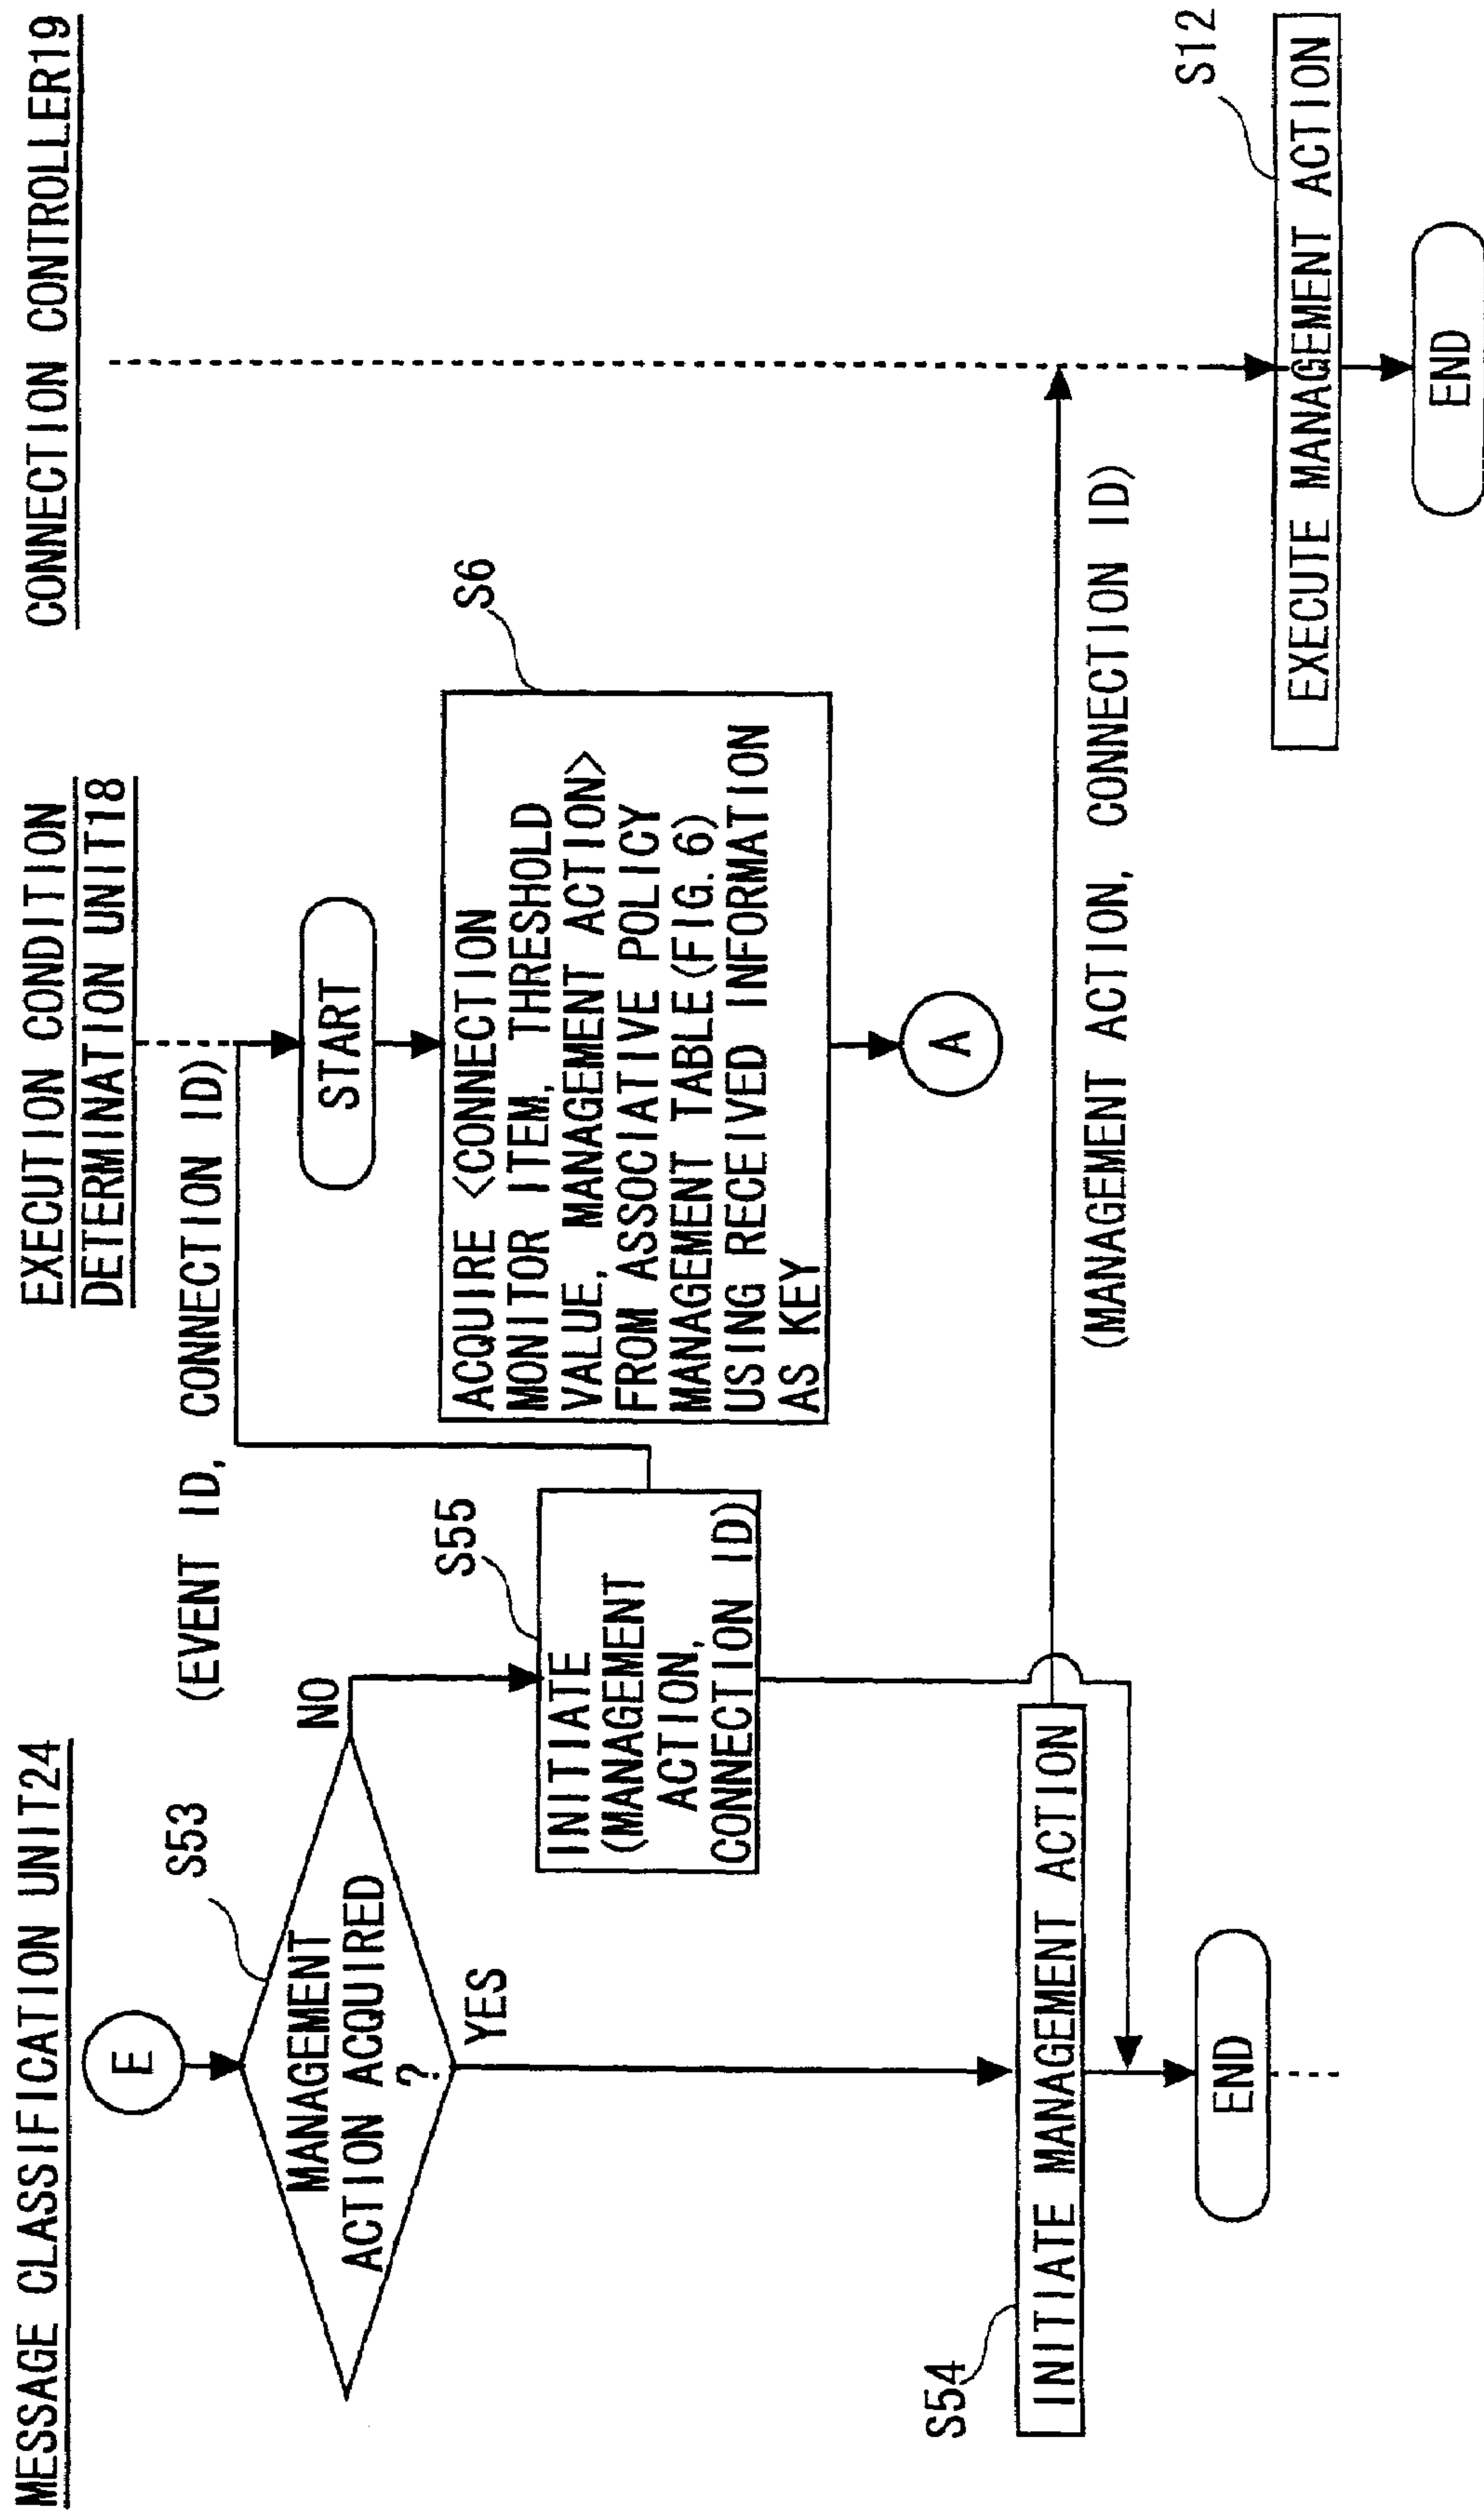 MESSAGE CLASSIFICATION UNIT24
E
S53
MANAGEMENT
ACTION ACQUIRED
?
NO
YES
S55
INITIATE
(MANAGEMENT
ACTION,
CONNECTION ID)
S54
INITIATE MANAGEMENT ACTION
END
(EVENT ID, CONNECTION ID)
EXECUTION CONDITION
DETERMINATION UNIT18
START
S6
ACQUIRE <CONNECTION
MONITOR ITEM, THRESHOLD
VALUE, MANAGEMENT ACTION>
FROM ASSOCIATIVE POLICY
MANAGEMENT TABLE(FIG.6)
USING RECEIVED INFORMATION
AS KEY
A
(MANAGEMENT ACTION, CONNECTION ID)
CONNECTION CONTROLLER19
S12
EXECUTE MANAGEMENT ACTION
END